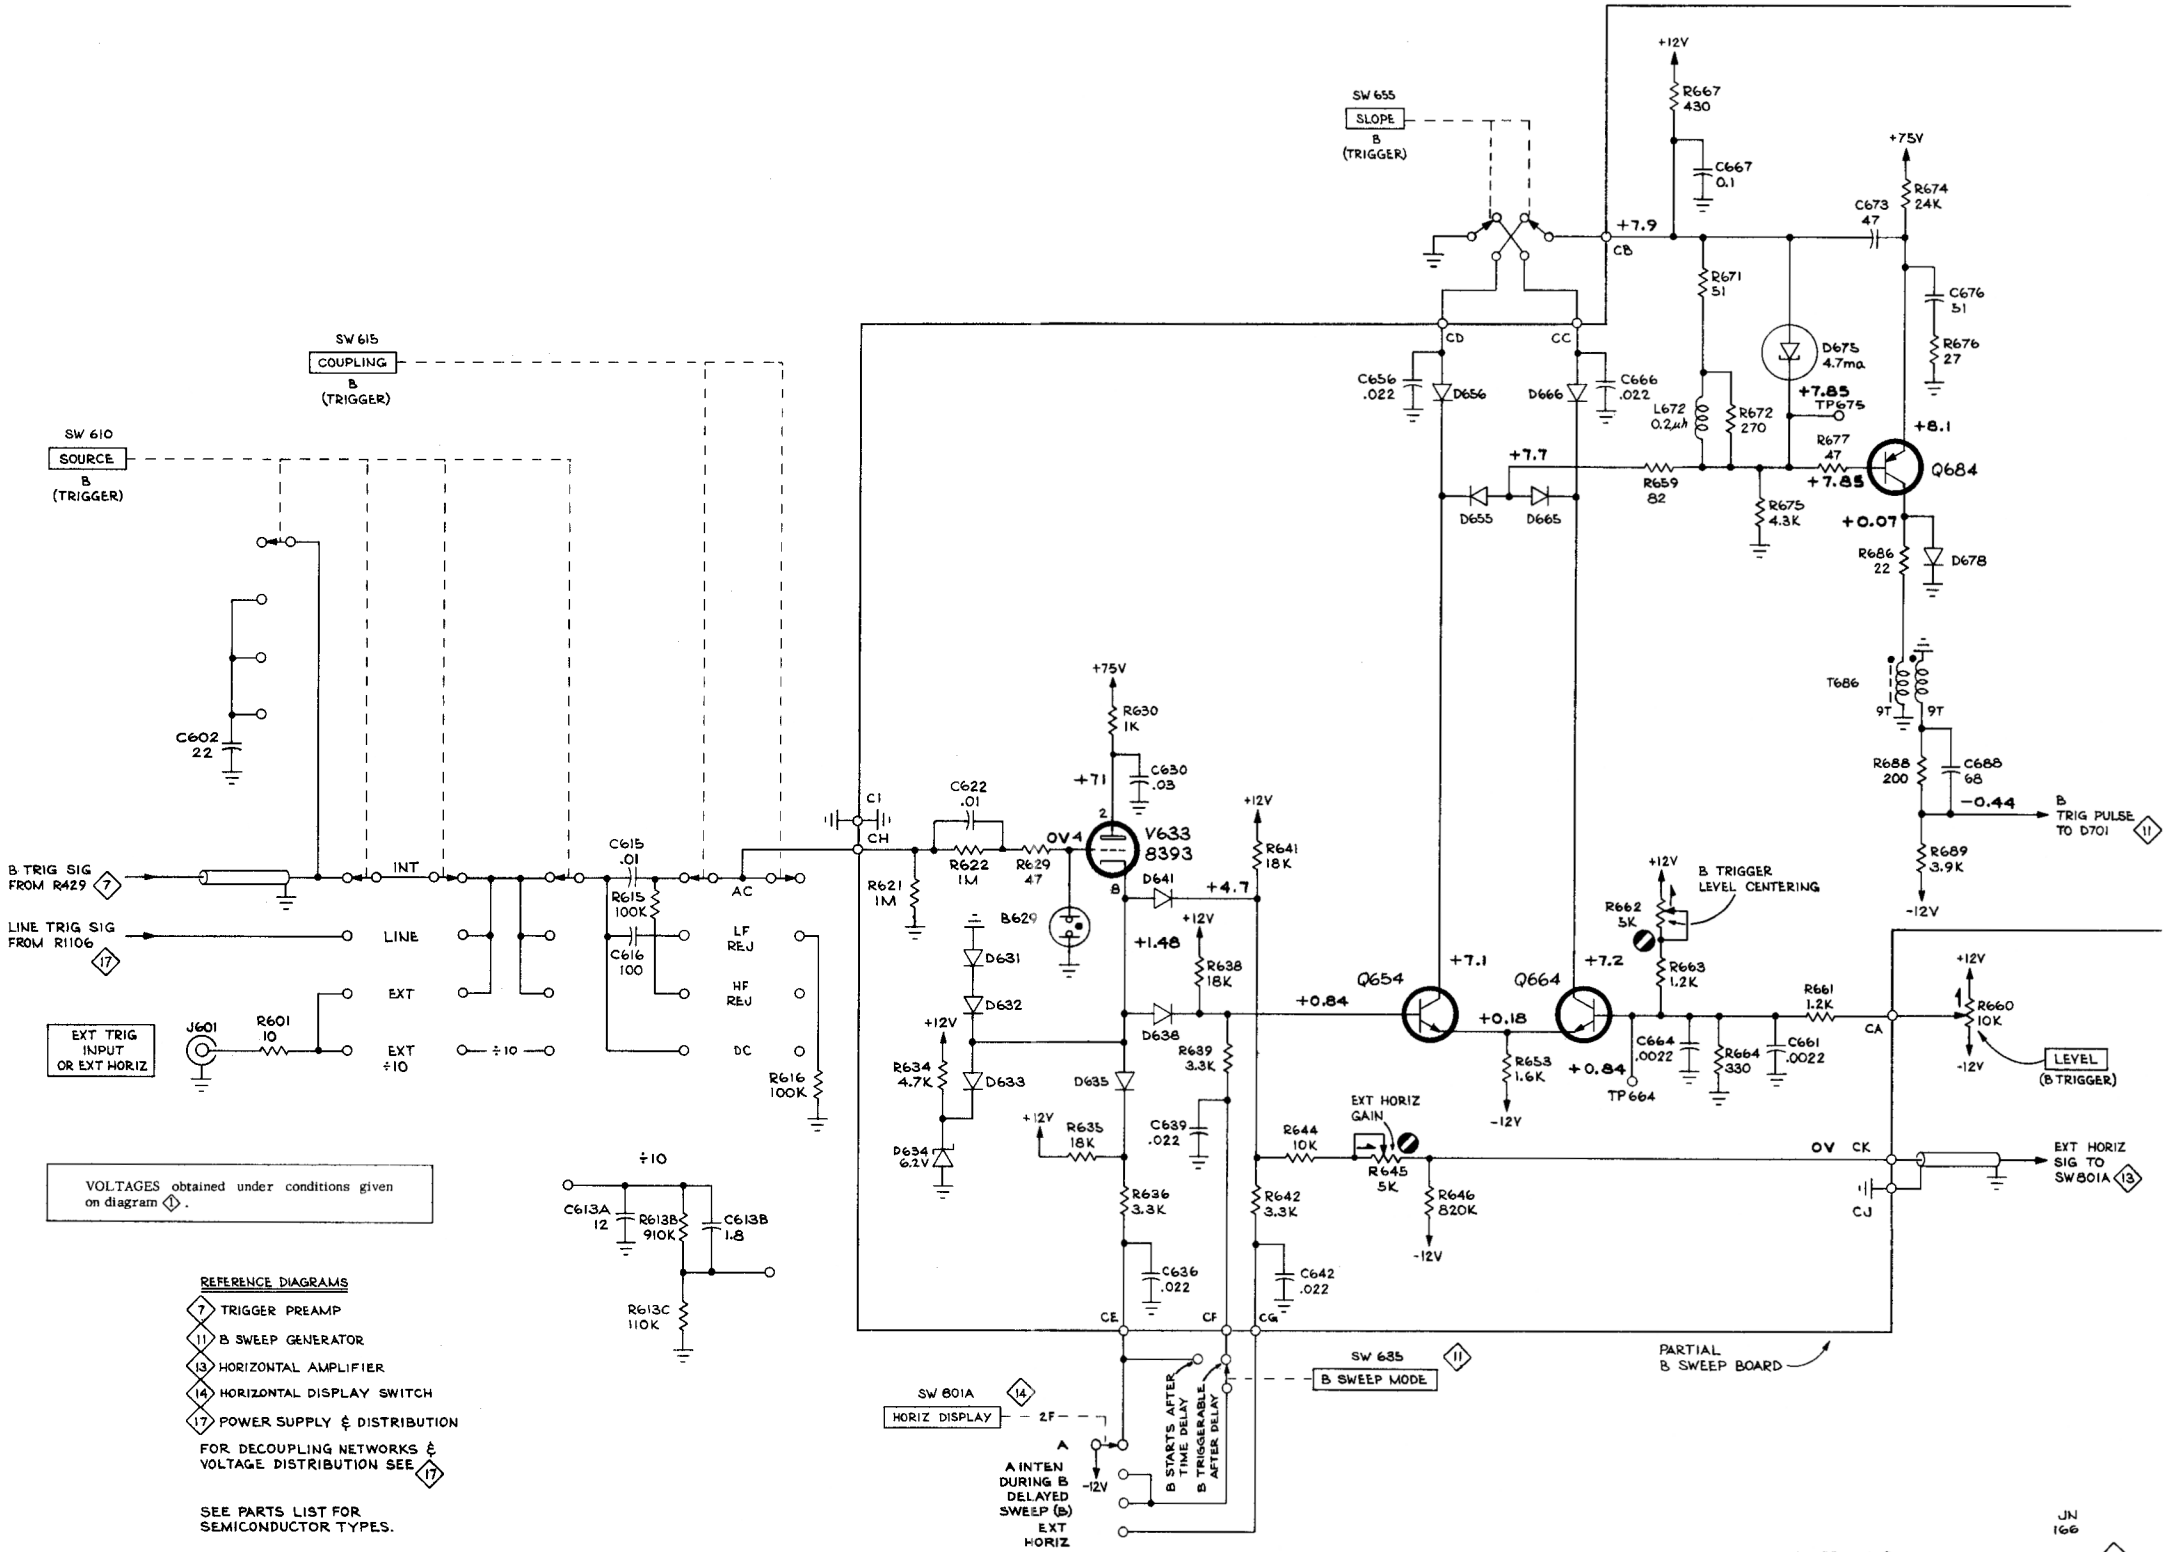 +12V
R667
430
SW 655
SLOPE
B
(TRIGGER)
C667
0.1
+75V
R674
24K
C673
47
+7.9
CB
R671
51
C676
51
R676
27
D675
4.7ma
+7.85
TP675
SW 615
COUPLING
B
(TRIGGER)
CD
CC
C656
.022
D656
D666
C666
.022
L672
0.2μh
R672
270
+8.1
SW 610
SOURCE
B
(TRIGGER)
+7.7
R659
82
R677
47
+7.85
Q684
D655
D665
R675
4.3K
+0.07
R686
22
D678
C602
22
+75V
R630
1K
T686
9T
9T
+71
C630
.03
C622
.01
+12V
R688
200
C688
68
-0.44
B
TRIG PULSE
TO D701
11
CI
CH
2
0V
4
V633
8393
8
R641
18K
R689
3.9K
-12V
B TRIG SIG
FROM R429
7
INT
C615
.01
R615
100K
AC
R621
1M
R622
1M
R629
47
D641
+4.7
+12V
B TRIGGER
LEVEL CENTERING
R662
5K
LINE TRIG SIG
FROM R1106
17
LINE
C616
100
LF
REJ
B629
+1.48
+12V
R638
18K
D631
EXT
HF
REJ
D632
+0.84
Q654
+7.1
Q664
+7.2
R663
1.2K
R661
1.2K
CA
+12V
R660
10K
-12V
EXT TRIG
INPUT
OR EXT HORIZ
J601
R601
10
EXT
÷10
÷10
DC
R616
100K
+12V
R634
4.7K
D633
D635
D638
R639
3.3K
+0.18
R653
1.6K
-12V
+0.84
TP664
C664
.0022
R664
330
C661
.0022
LEVEL
(B TRIGGER)
D634
6.2V
+12V
R635
18K
C639
.022
EXT HORIZ
GAIN
R644
10K
R645
5K
0V
CK
EXT HORIZ
SIG TO
SW801A
13
CJ
VOLTAGES obtained under conditions given
on diagram 1 .
÷10
C613A
12
R613B
910K
C613B
1.8
R613C
110K
R636
3.3K
R642
3.3K
R646
820K
-12V
C636
.022
C642
.022
CE
CF
CG
REFERENCE DIAGRAMS
7 TRIGGER PREAMP
11 B SWEEP GENERATOR
13 HORIZONTAL AMPLIFIER
14 HORIZONTAL DISPLAY SWITCH
17 POWER SUPPLY & DISTRIBUTION
FOR DECOUPLING NETWORKS &
VOLTAGE DISTRIBUTION SEE 17
SEE PARTS LIST FOR
SEMICONDUCTOR TYPES.
SW 801A
14
HORIZ DISPLAY
2F
SW 635
11
B SWEEP MODE
B STARTS AFTER
TIME DELAY
B TRIGGERABLE
AFTER DELAY
PARTIAL
B SWEEP BOARD
A
-12V
A INTEN
DURING B
DELAYED
SWEEP (B)
EXT
HORIZ
JN
166